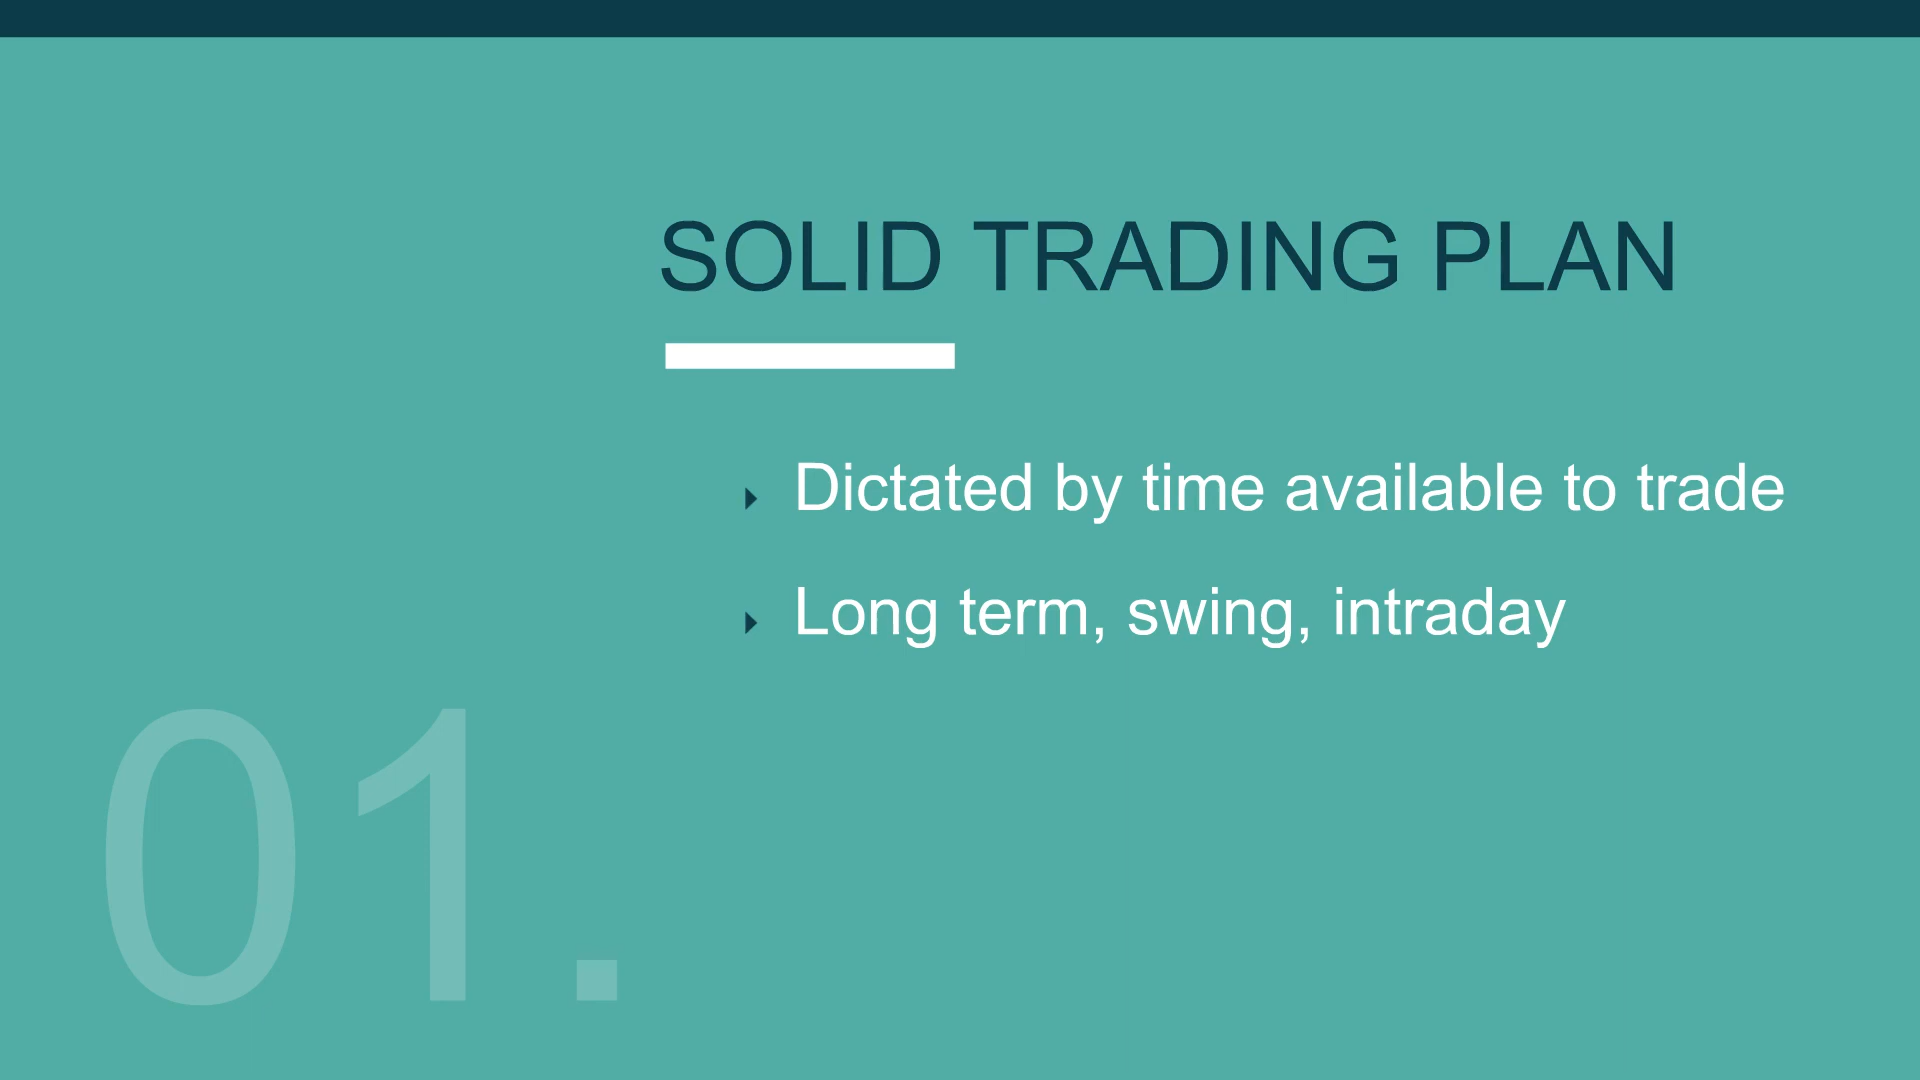 SOLID TRADING PLAN
Dictated by time available to trade
Long term, swing, intraday
01.